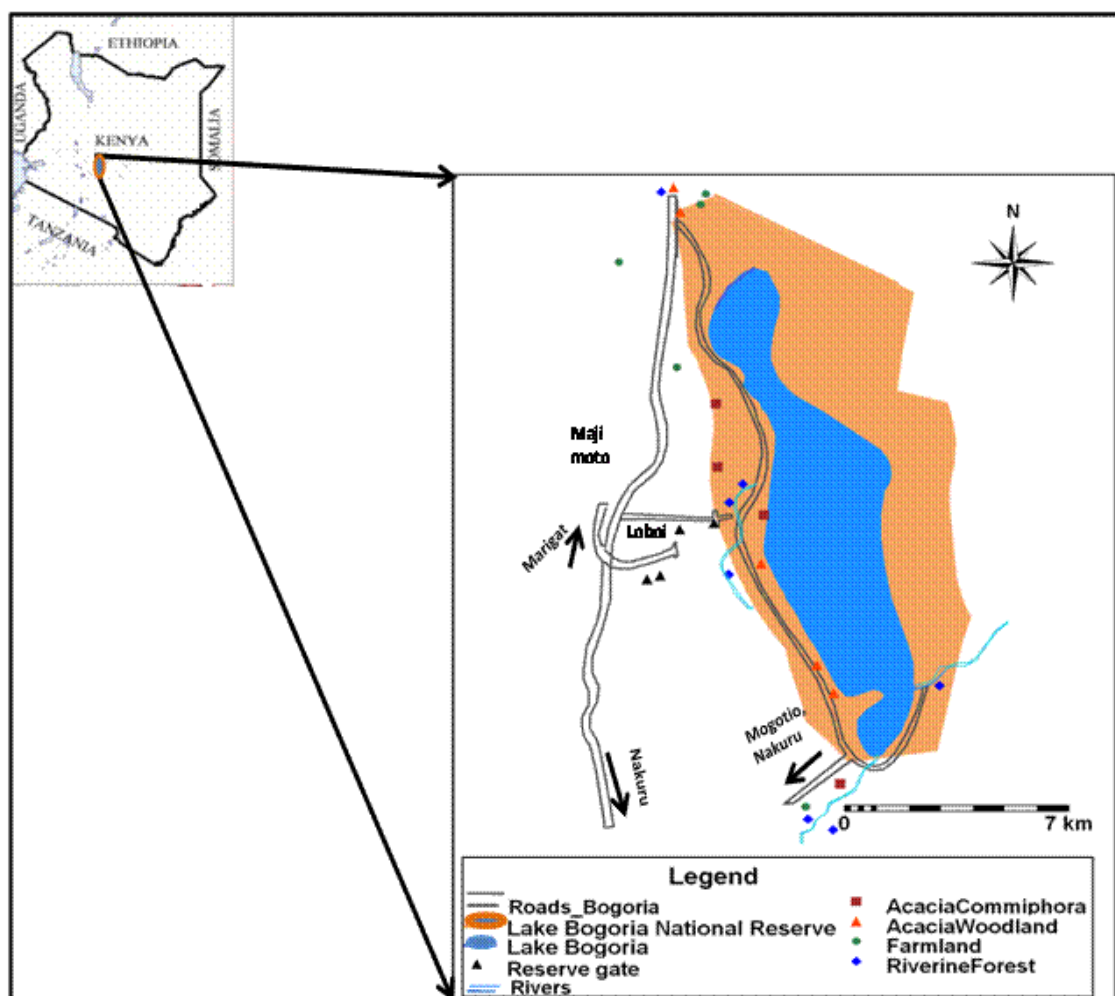 ETHIOPIA
UGANDA
KENYA
SOMALIA
TANZANIA
N
Maji
moto
Loboi
Marigat
Mogotio,
Nakuru
Nakuru
0 7 km
Legend
Roads_Bogoria
Lake Bogoria National Reserve
Lake Bogoria
Reserve gate
Rivers
AcaciaCommiphora
AcaciaWoodland
Farmland
RiverineForest